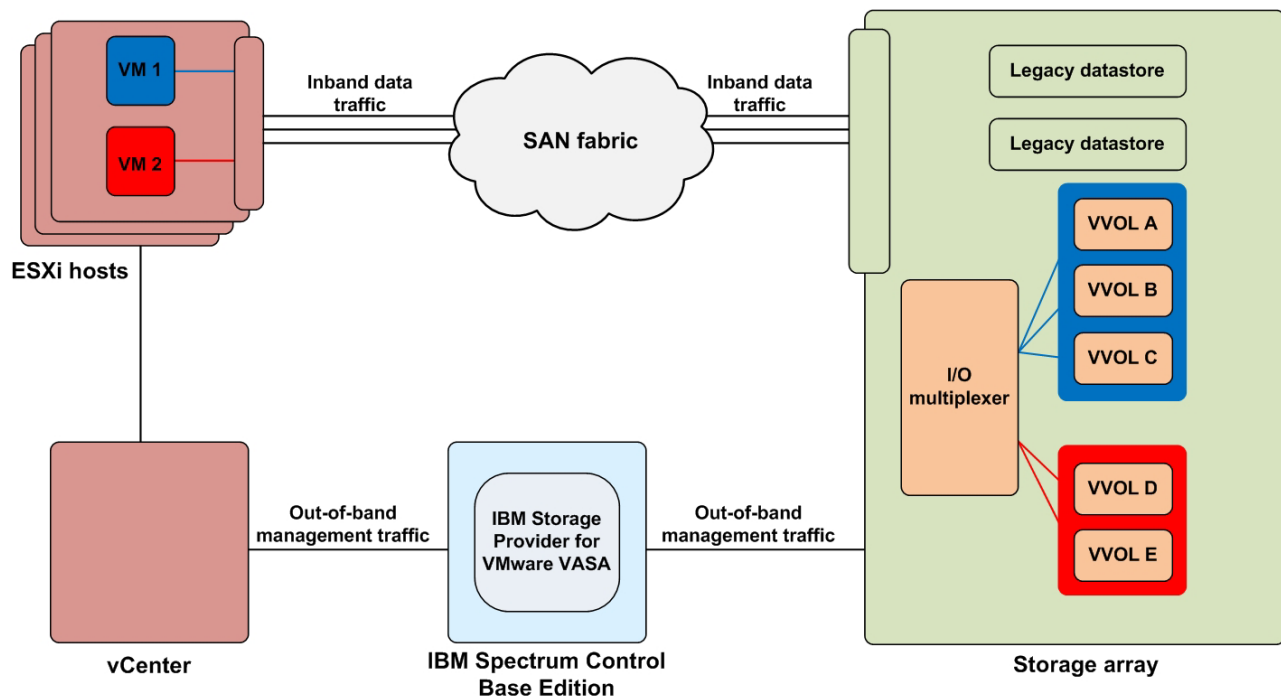 VM 1
VM 2
ESXi hosts
Inband data
traffic
SAN fabric
Inband data
traffic
Legacy datastore
Legacy datastore
VVOL A
VVOL B
VVOL C
I/O
multiplexer
VVOL D
VVOL E
Storage array
vCenter
Out-of-band
management traffic
IBM Storage
Provider for
VMware VASA
IBM Spectrum Control
Base Edition
Out-of-band
management traffic